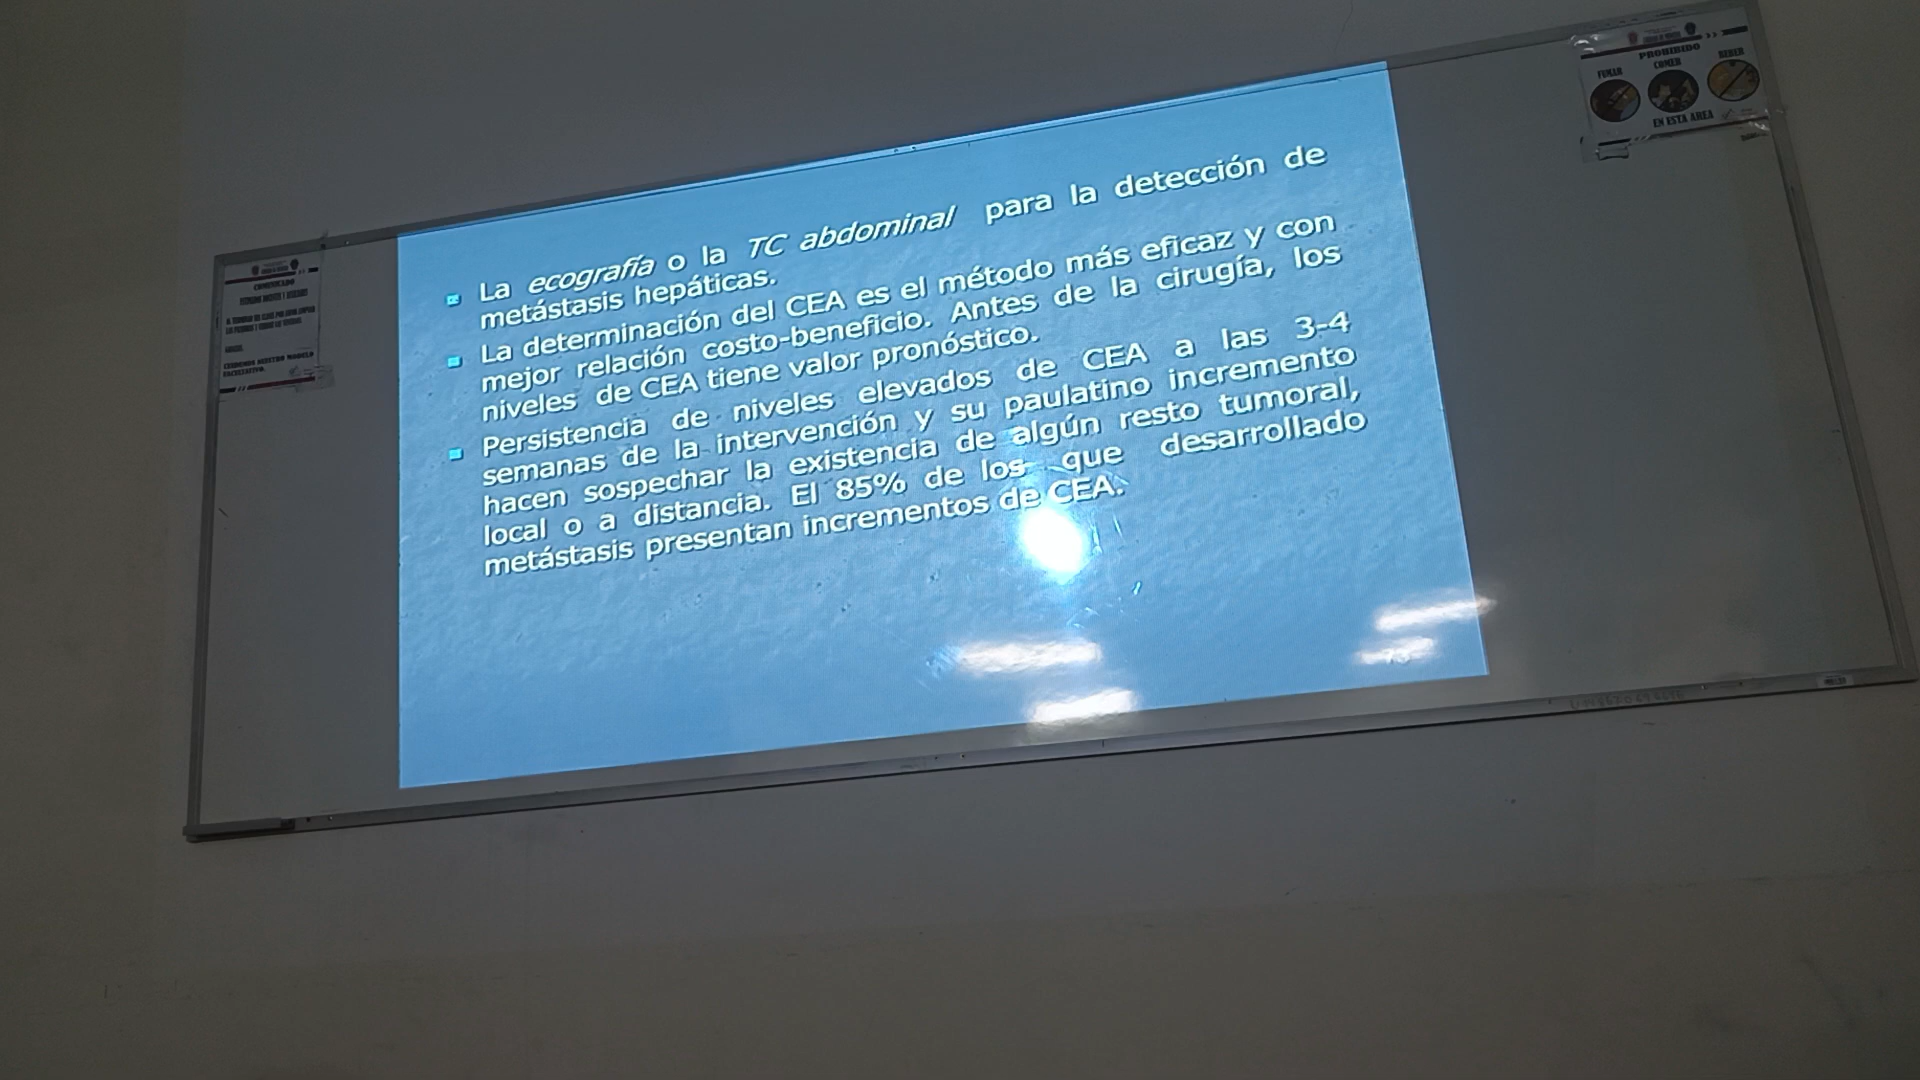 La ecografía o la TC abdominal para la detección de
metástasis hepáticas.
La determinación del CEA es el método más eficaz y con
mejor relación costo-beneficio. Antes de la cirugía, los
niveles de CEA tiene valor pronóstico.
Persistencia de niveles elevados de CEA a las 3-4
semanas de la intervención y su paulatino incremento
hacen sospechar la existencia de algún resto tumoral,
local o a distancia. El 85% de los que desarrollado
metástasis presentan incrementos de CEA.
PROHIBIDO
FUMAR COMER BEBER
EN ESTA AREA
COMUNICADO